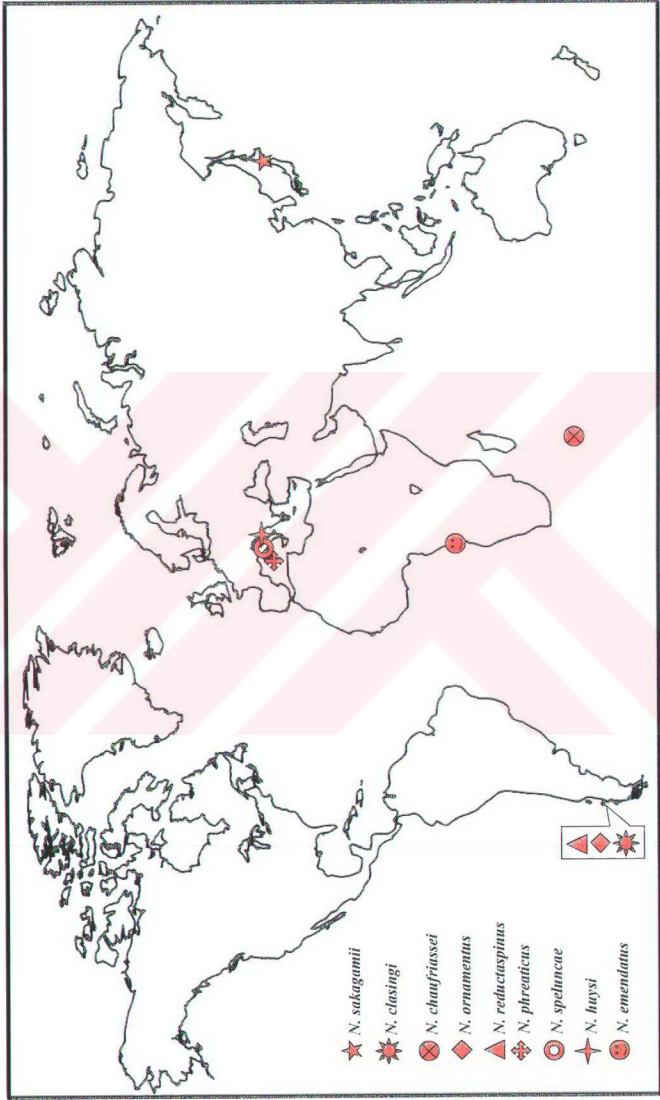 N. sakagamii
N. clasingi
N. chaufriassei
N. ornamentus
N. reductaspinus
N. phreaticus
N. speluncae
N. huysi
N. emendatus